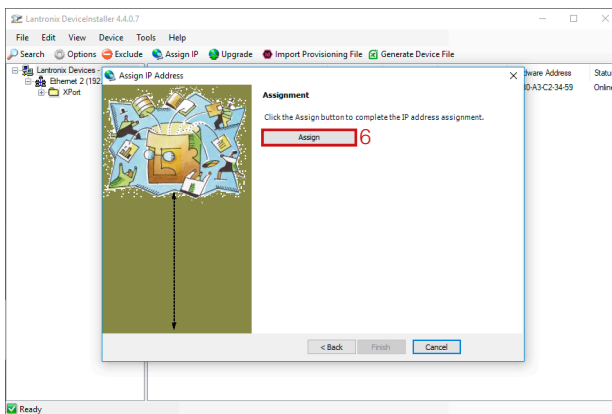 Lantronix DeviceInstaller 4.4.0.7
File Edit View Device Tools Help
Search Options Exclude Assign IP Upgrade Import Provisioning File Generate Device File
Lantronix Devices -
Ethernet 2 (192
XPort
dware Address Statu
A3-C2-34-59 Online
Assign IP Address
Assignment
Click the Assign button to complete the IP address assignment.
Assign 6
< Back Finish Cancel
Ready